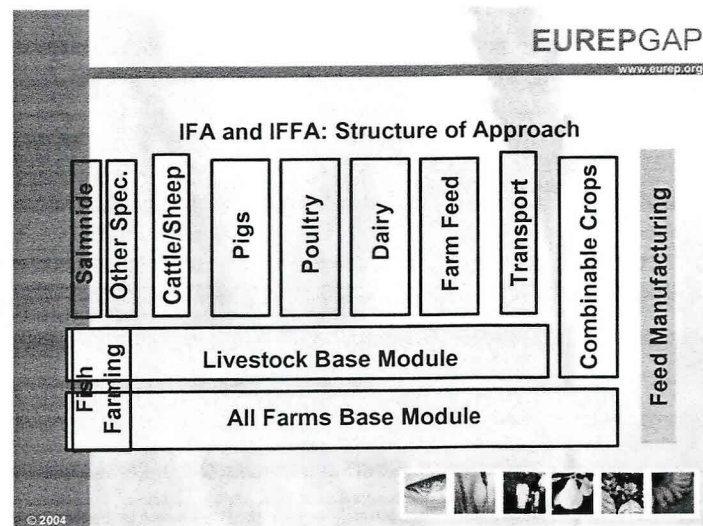 EUREPGAP
www.eurep.org
IFA and IFFA: Structure of Approach
Salmnide
Other Spec.
Cattle/Sheep
Pigs
Poultry
Dairy
Farm Feed
Transport
Combinable Crops
Feed Manufacturing
Fish
Farming
Livestock Base Module
All Farms Base Module
© 2004